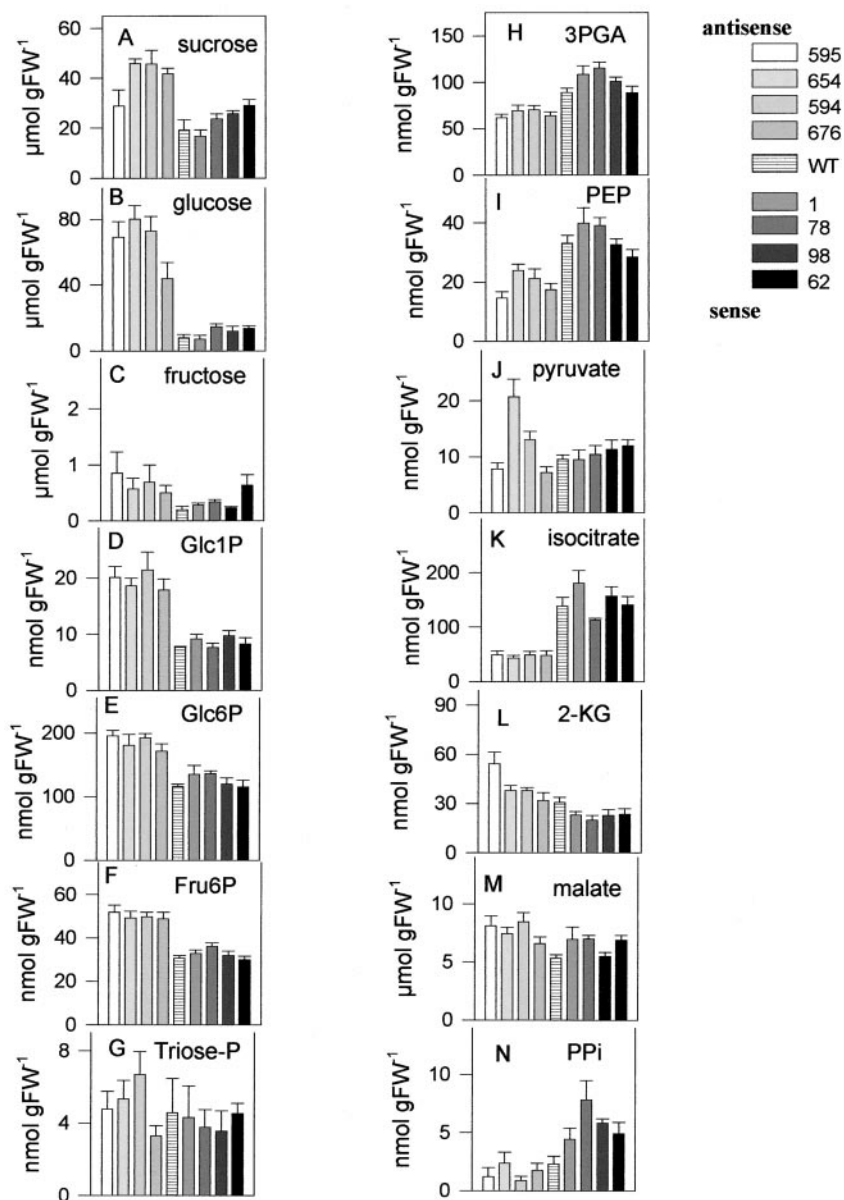 A
sucrose
60
40
20
0
μmol gFW⁻¹
B
glucose
80
40
0
μmol gFW⁻¹
C
fructose
2
1
0
μmol gFW⁻¹
D
Glc1P
20
10
0
nmol gFW⁻¹
E
Glc6P
200
100
0
nmol gFW⁻¹
F
Fru6P
60
40
20
0
nmol gFW⁻¹
G
Triose-P
8
4
0
nmol gFW⁻¹
H
3PGA
150
100
50
0
nmol gFW⁻¹
I
PEP
40
20
0
nmol gFW⁻¹
J
pyruvate
20
10
0
nmol gFW⁻¹
K
isocitrate
200
100
0
nmol gFW⁻¹
L
2-KG
90
60
30
0
nmol gFW⁻¹
M
malate
10
5
0
μmol gFW⁻¹
N
PPi
10
5
0
nmol gFW⁻¹
antisense
595
654
594
676
WT
1
78
98
62
sense